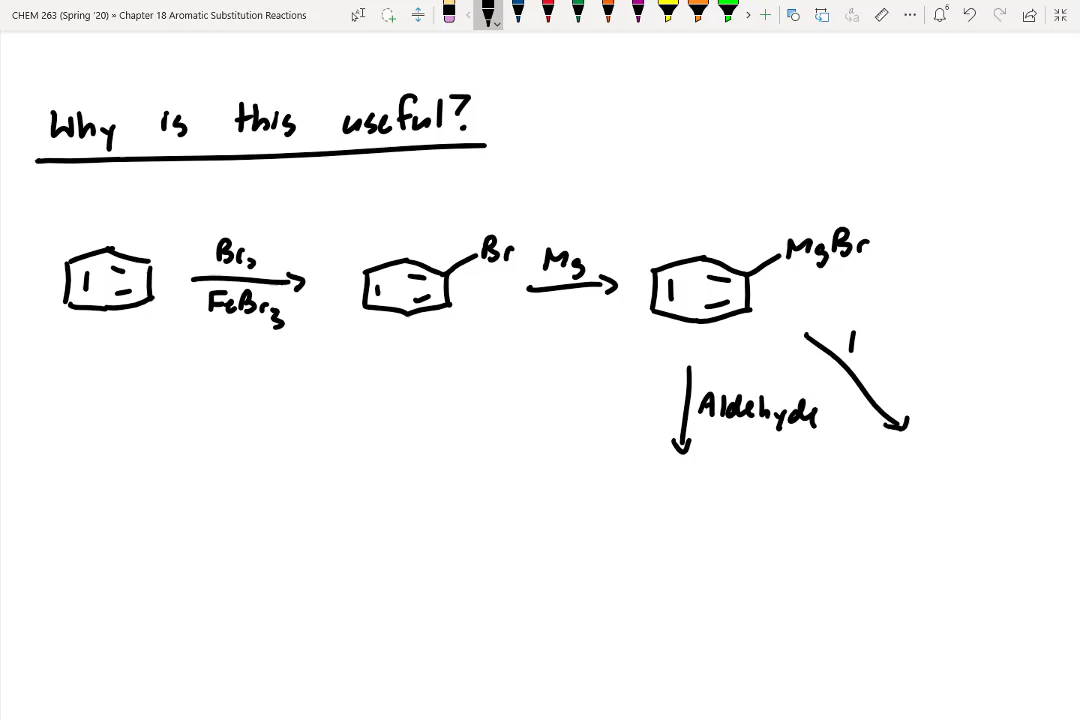 CHEM 263 (Spring '20) » Chapter 18 Aromatic Substitution Reactions
6
Why is this useful?
Br₂
FeBr₃
Br
Mg
MgBr
Aldehyde